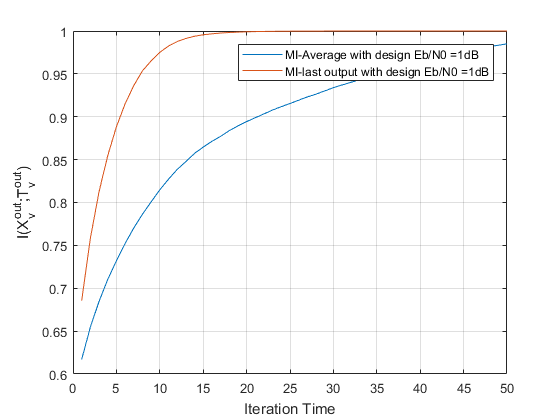 MI-Average with design Eb/N0 =1dB
MI-last output with design Eb/N0 =1dB
I(X_v^out;T_v^out)
1
0.95
0.9
0.85
0.8
0.75
0.7
0.65
0.6
0 5 10 15 20 25 30 35 40 45 50
Iteration Time